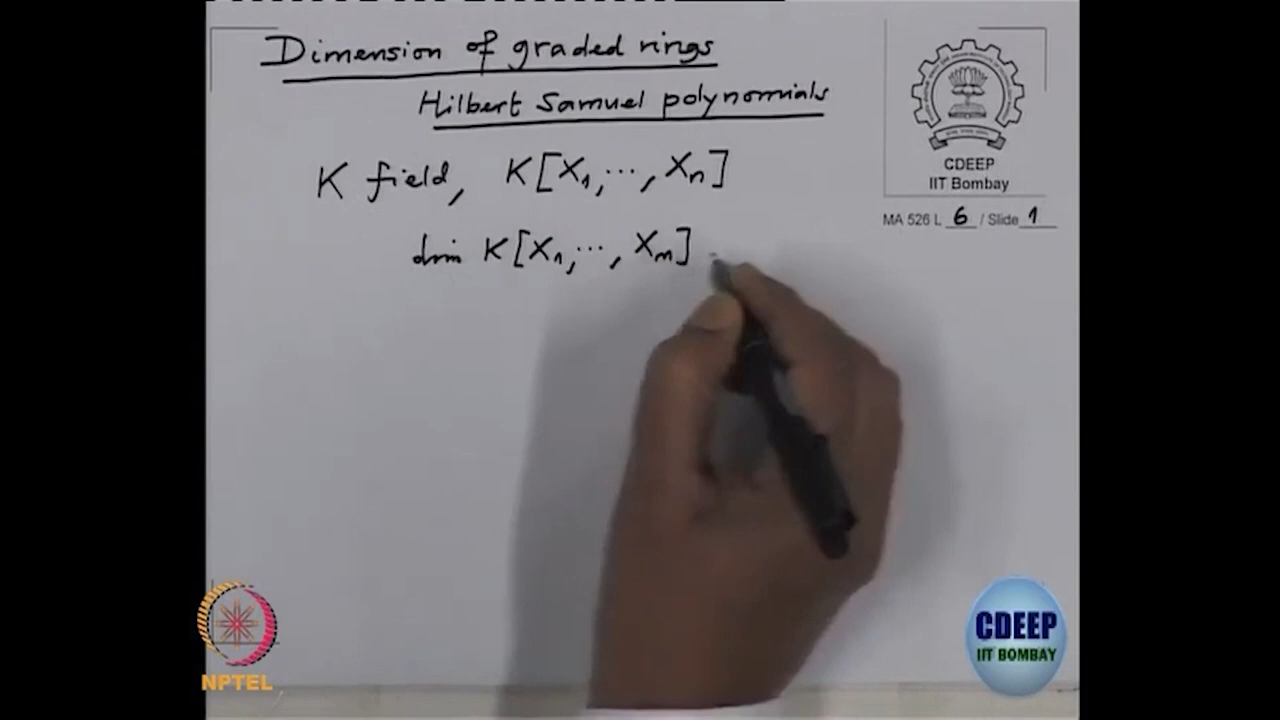 Dimension of graded rings
Hilbert Samuel polynomials
K field, K[X₁,⋯, Xₙ]
dim K[X₁,⋯, Xₙ]
CDEEP
IIT Bombay
MA 526 L 6 / Slide 1
NPTEL
CDEEP
IIT BOMBAY